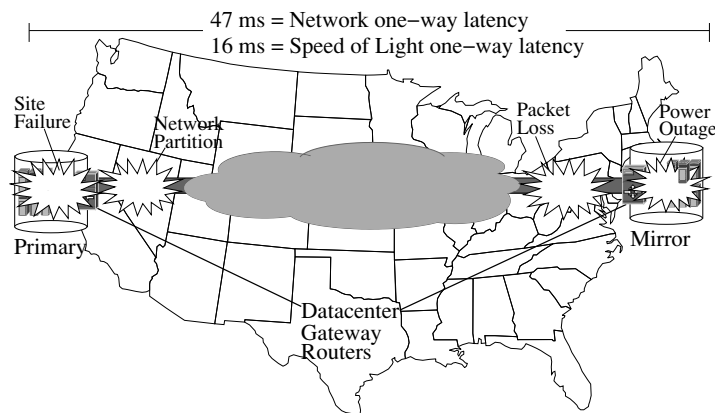 47 ms = Network one−way latency
16 ms = Speed of Light one−way latency
Site
Failure
Network
Partition
Packet
Loss
Power
Outage
Primary
Mirror
Datacenter
Gateway
Routers